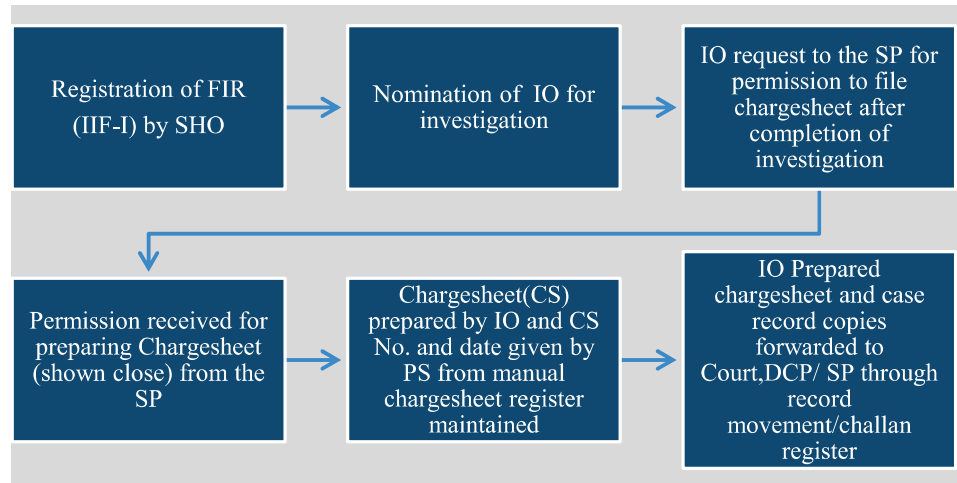 Registration of FIR
(IIF-I) by SHO
Nomination of IO for
investigation
IO request to the SP for
permission to file
chargesheet after
completion of
investigation
Permission received for
preparing Chargesheet
(shown close) from the
SP
Chargesheet(CS)
prepared by IO and CS
No. and date given by
PS from manual
chargesheet register
maintained
IO Prepared
chargesheet and case
record copies
forwarded to
Court,DCP/ SP through
record
movement/challan
register